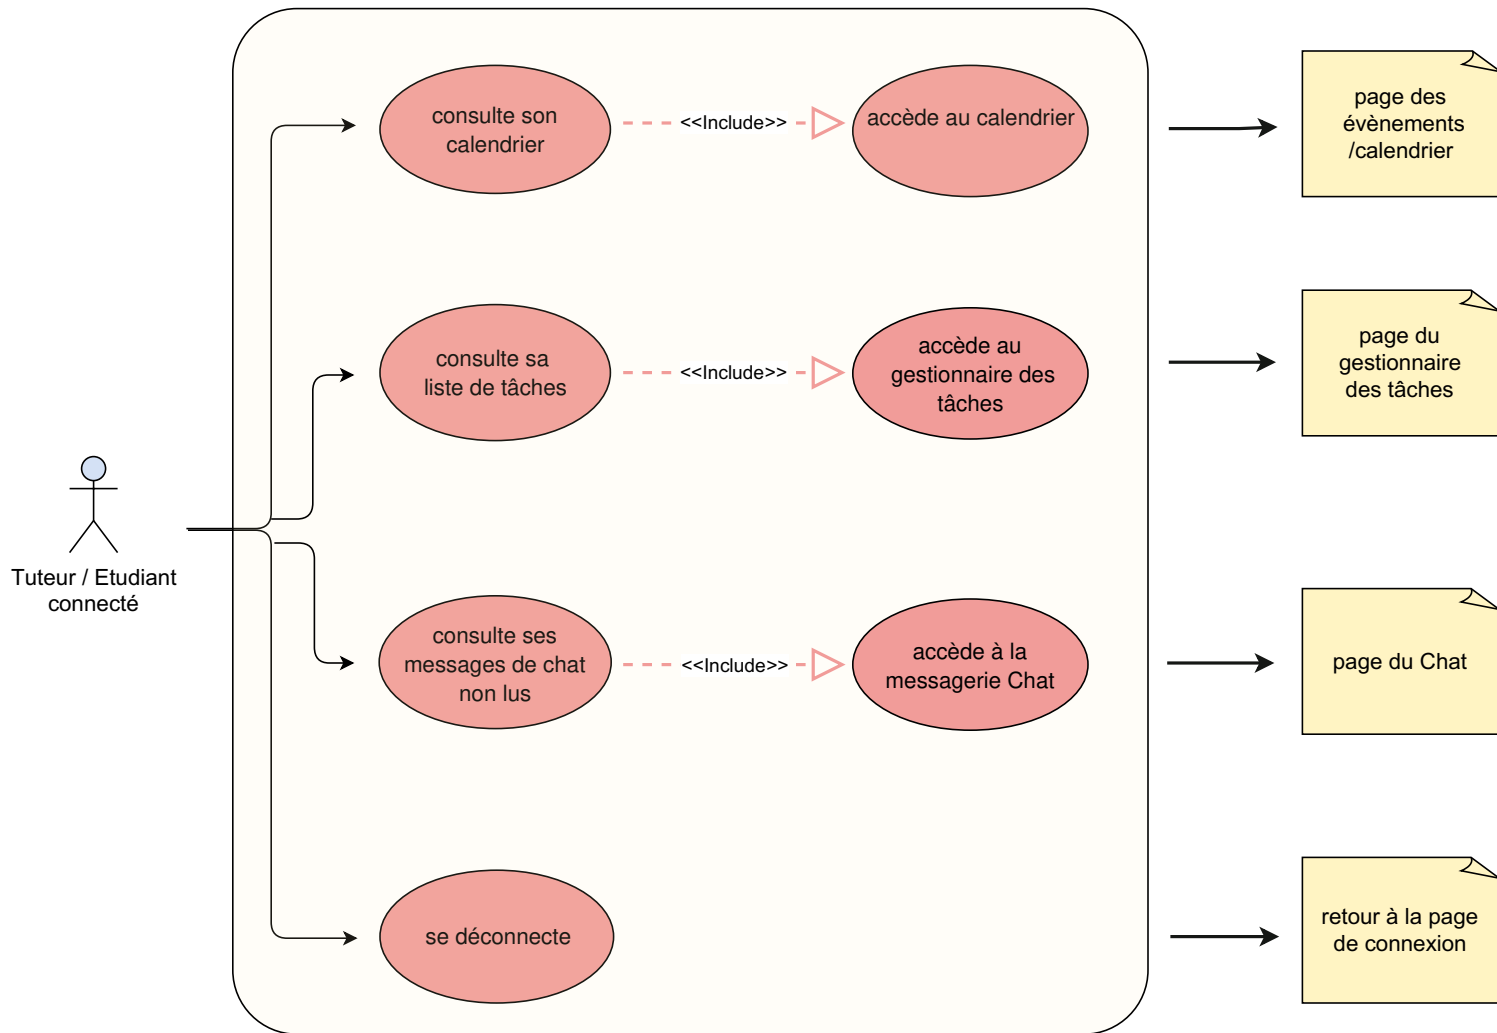 consulte son
calendrier
<<Include>>
accède au calendrier
page des
évènements
/calendrier
consulte sa
liste de tâches
<<Include>>
accède au
gestionnaire des
tâches
page du
gestionnaire
des tâches
Tuteur / Etudiant
connecté
consulte ses
messages de chat
non lus
<<Include>>
accède à la
messagerie Chat
page du Chat
se déconnecte
retour à la page
de connexion